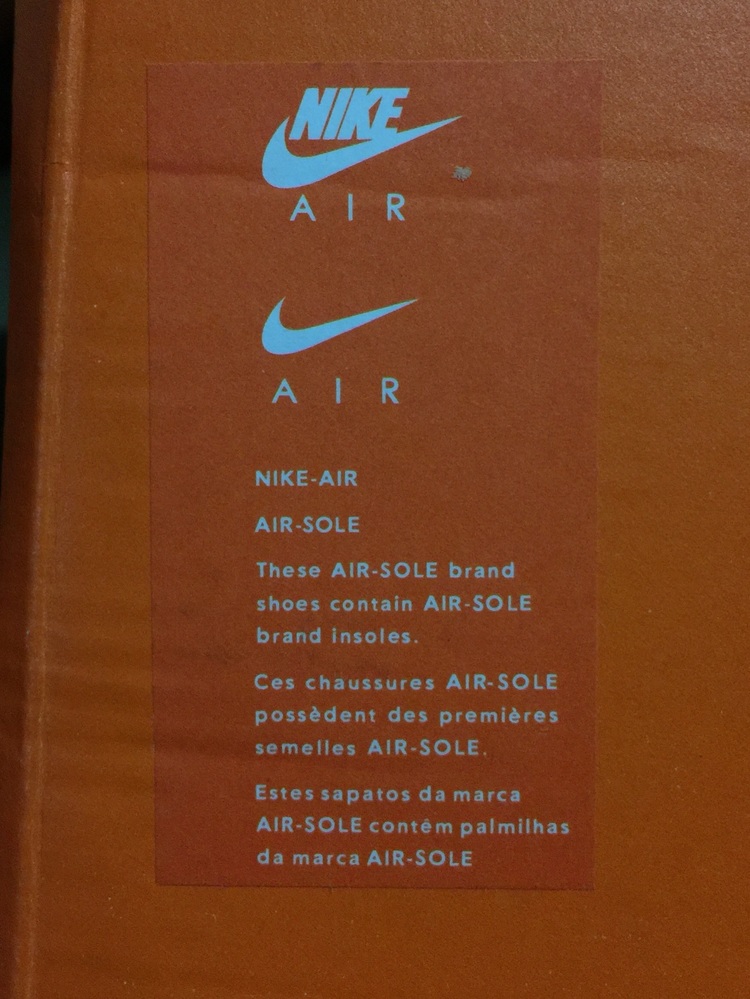 NIKE
AIR
AIR
NIKE-AIR
AIR-SOLE
These AIR-SOLE brand
shoes contain AIR-SOLE
brand insoles.
Ces chaussures AIR-SOLE
possèdent des premières
semelles AIR-SOLE.
Estes sapatos da marca
AIR-SOLE contêm palmilhas
da marca AIR-SOLE